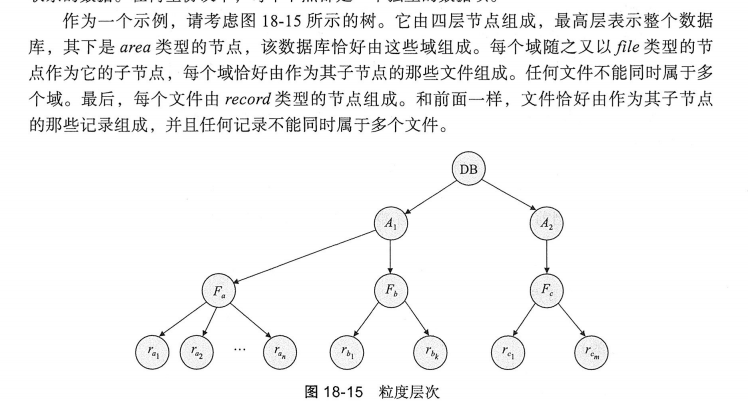 作为一个示例，请考虑图 18-15 所示的树。它由四层节点组成，最高层表示整个数据
库，其下是 area 类型的节点，该数据库恰好由这些域组成。每个域随之又以 file 类型的节
点作为它的子节点，每个域恰好由作为其子节点的那些文件组成。任何文件不能同时属于多
个域。最后，每个文件由 record 类型的节点组成。和前面一样，文件恰好由作为其子节点
的那些记录组成，并且任何记录不能同时属于多个文件。
DB
A₁ A₂
Fₐ F_b F_c
r_{a₁} r_{a₂} … r_{aₙ} r_{b₁} r_{b_k} r_{c₁} r_{c_m}
图 18-15 粒度层次